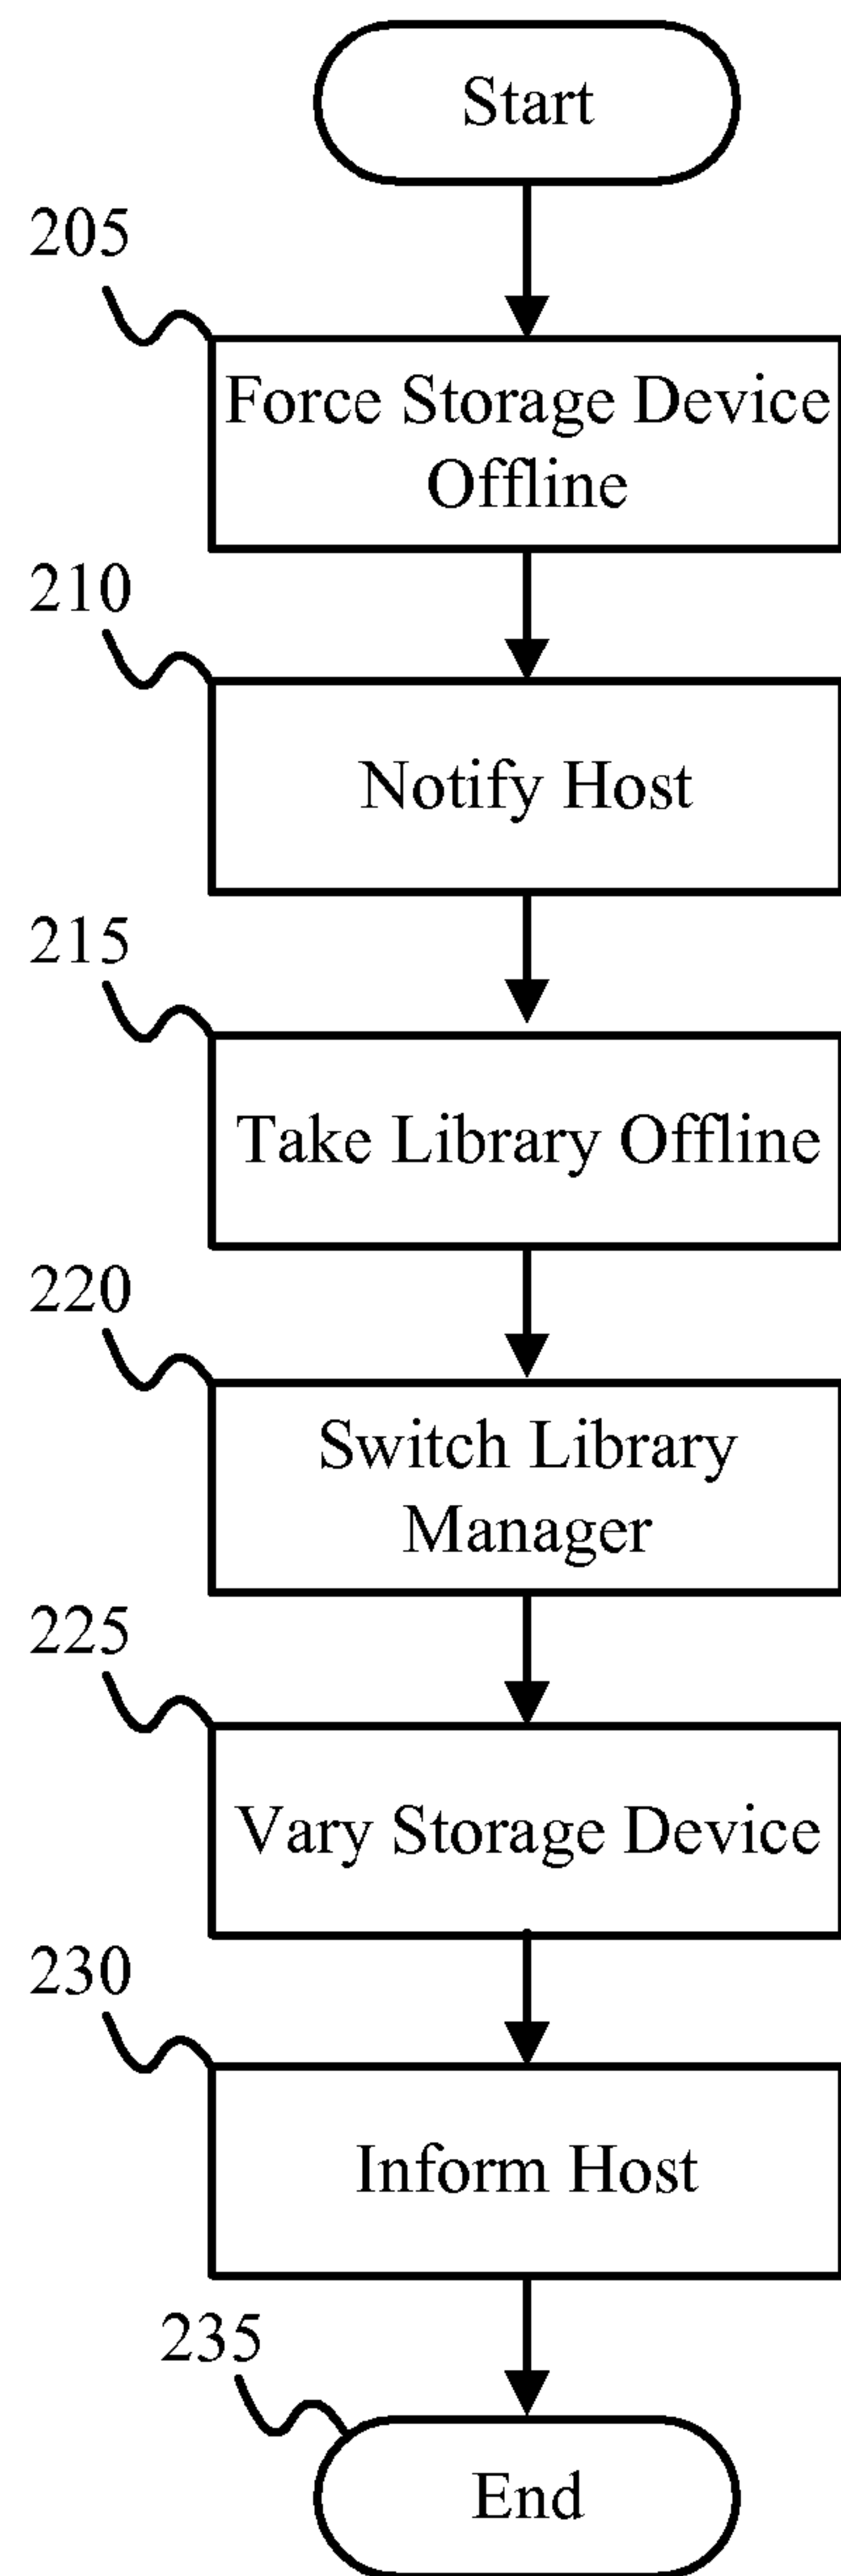 Start
205
Force Storage Device
Offline
210
Notify Host
215
Take Library Offline
220
Switch Library
Manager
225
Vary Storage Device
230
Inform Host
235
End